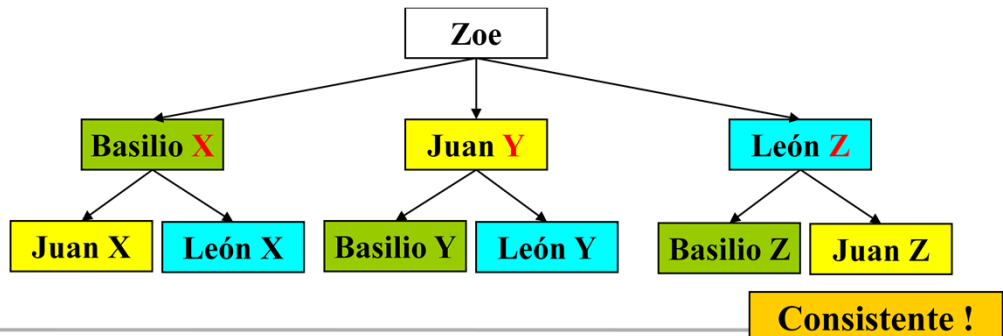 Zoe
Basilio X
Juan Y
León Z
Juan X
León X
Basilio Y
León Y
Basilio Z
Juan Z
Consistente !